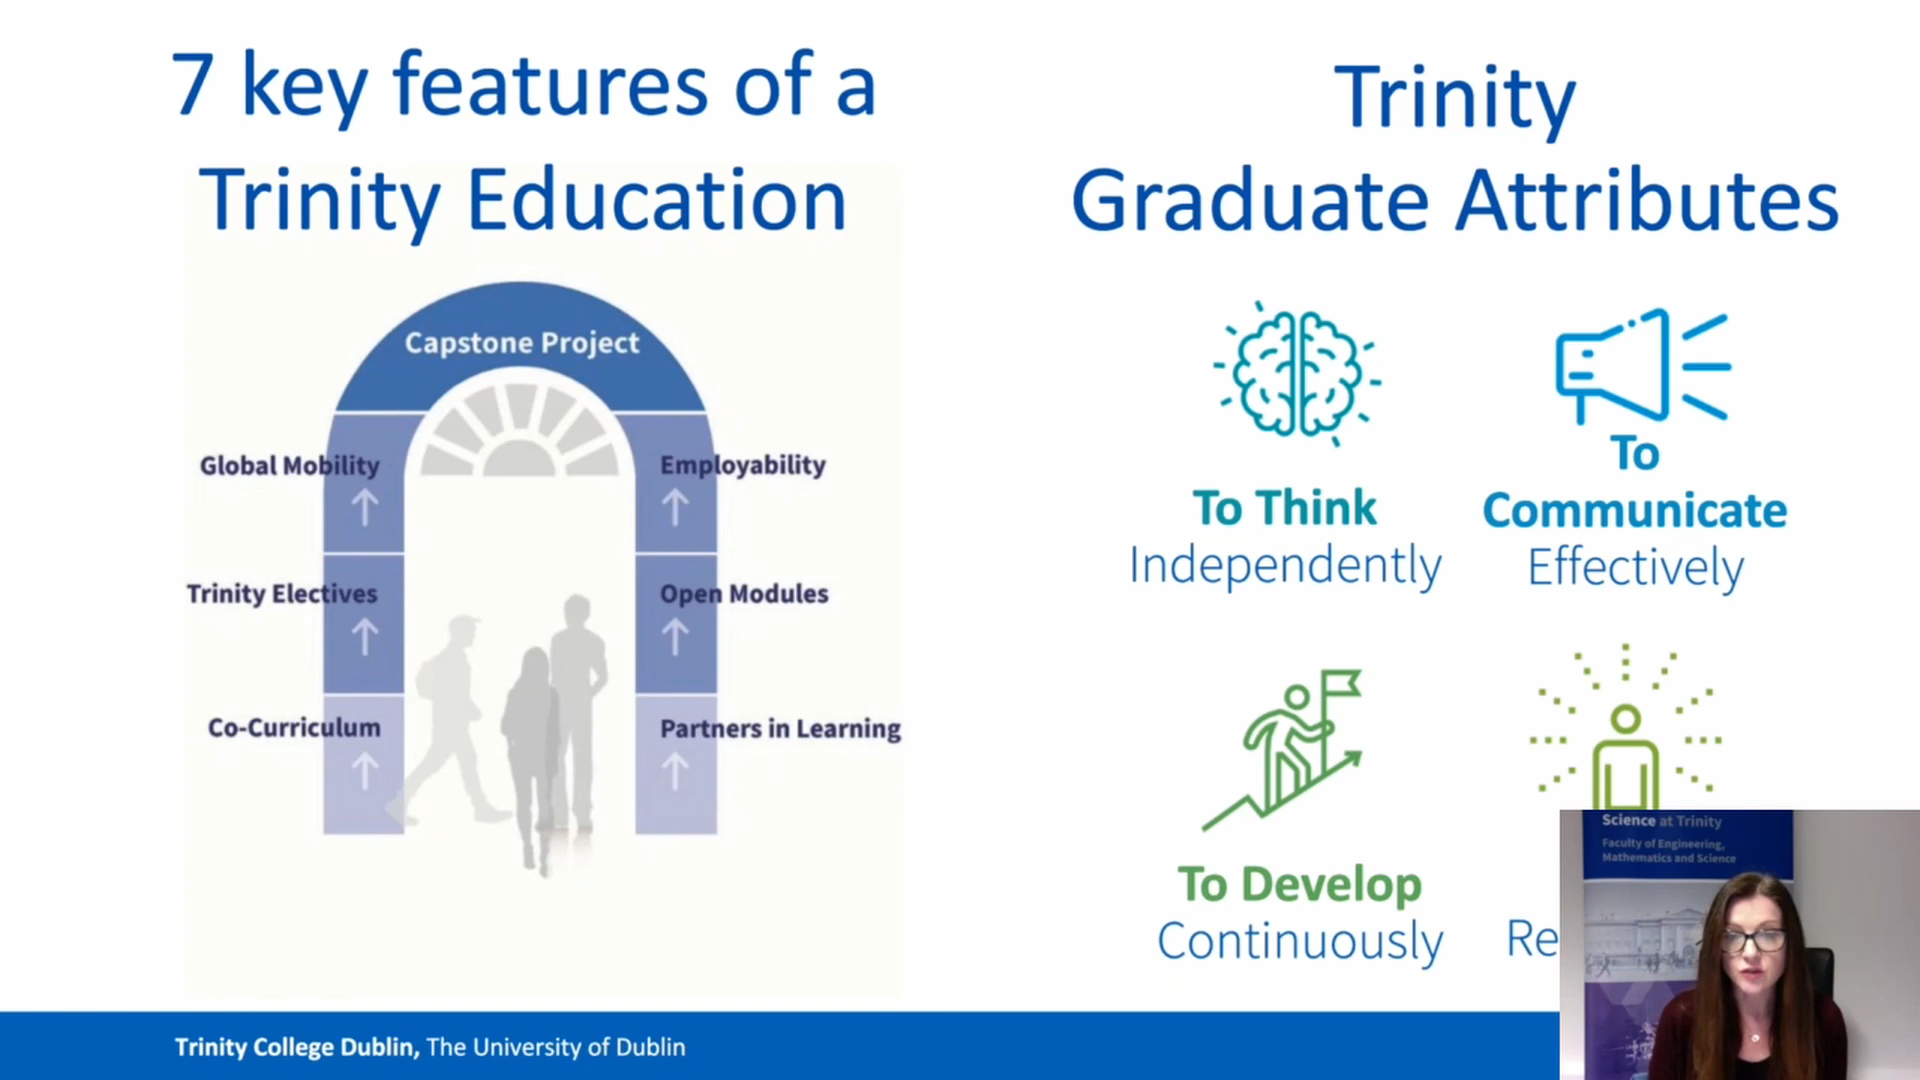 7 key features of a
Trinity Education
Capstone Project
Global Mobility
Employability
Trinity Electives
Open Modules
Co-Curriculum
Partners in Learning
Trinity
Graduate Attributes
To Think
Independently
To
Communicate
Effectively
To Develop
Continuously
Re
Science at Trinity
Faculty of Engineering,
Mathematics and Science
Trinity College Dublin, The University of Dublin